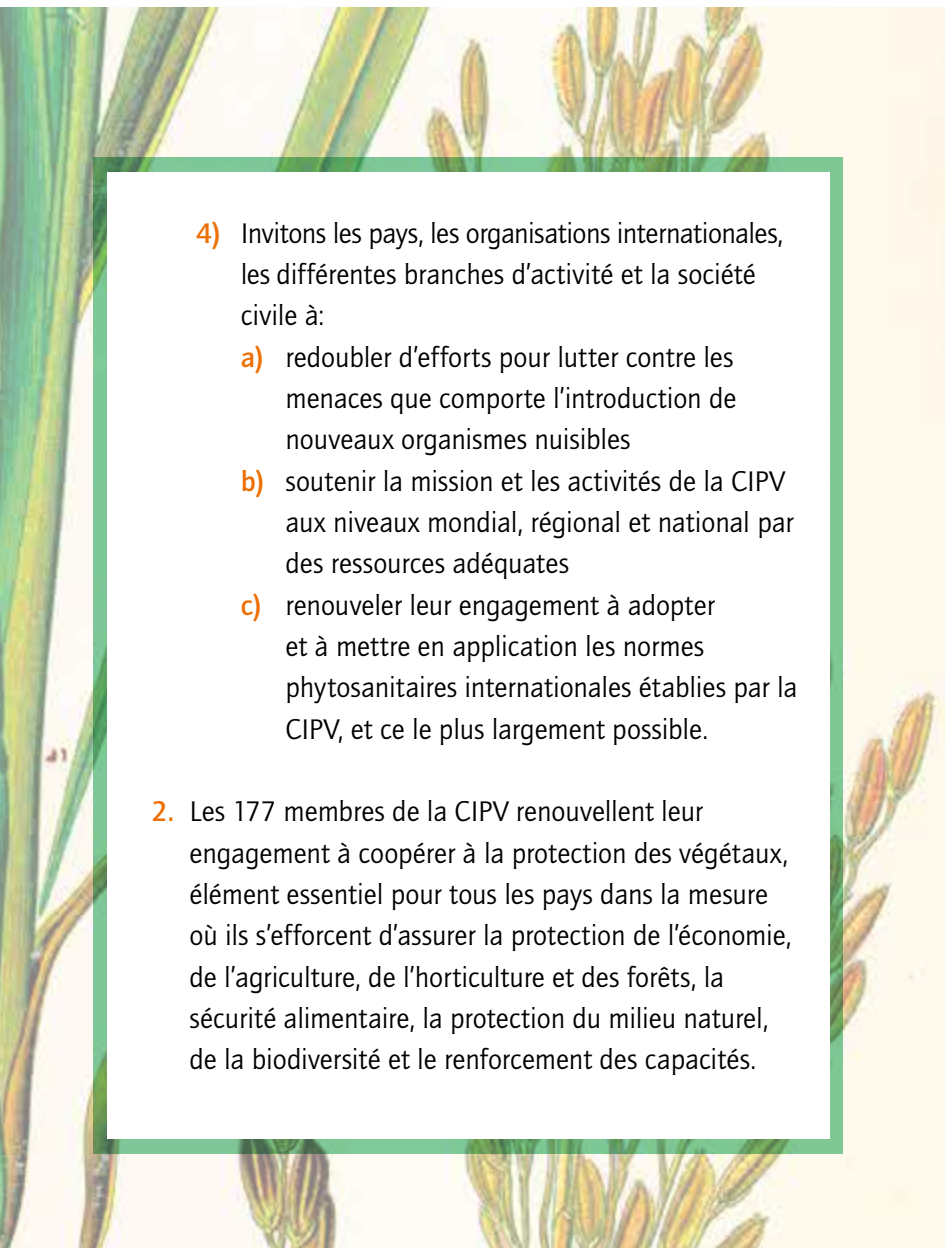 4) Invitons les pays, les organisations internationales,
les différentes branches d’activité et la société
civile à:
a) redoubler d’efforts pour lutter contre les
menaces que comporte l’introduction de
nouveaux organismes nuisibles
b) soutenir la mission et les activités de la CIPV
aux niveaux mondial, régional et national par
des ressources adéquates
c) renouveler leur engagement à adopter
et à mettre en application les normes
phytosanitaires internationales établies par la
CIPV, et ce le plus largement possible.
2. Les 177 membres de la CIPV renouvellent leur
engagement à coopérer à la protection des végétaux,
élément essentiel pour tous les pays dans la mesure
où ils s’efforcent d’assurer la protection de l’économie,
de l’agriculture, de l’horticulture et des forêts, la
sécurité alimentaire, la protection du milieu naturel,
de la biodiversité et le renforcement des capacités.